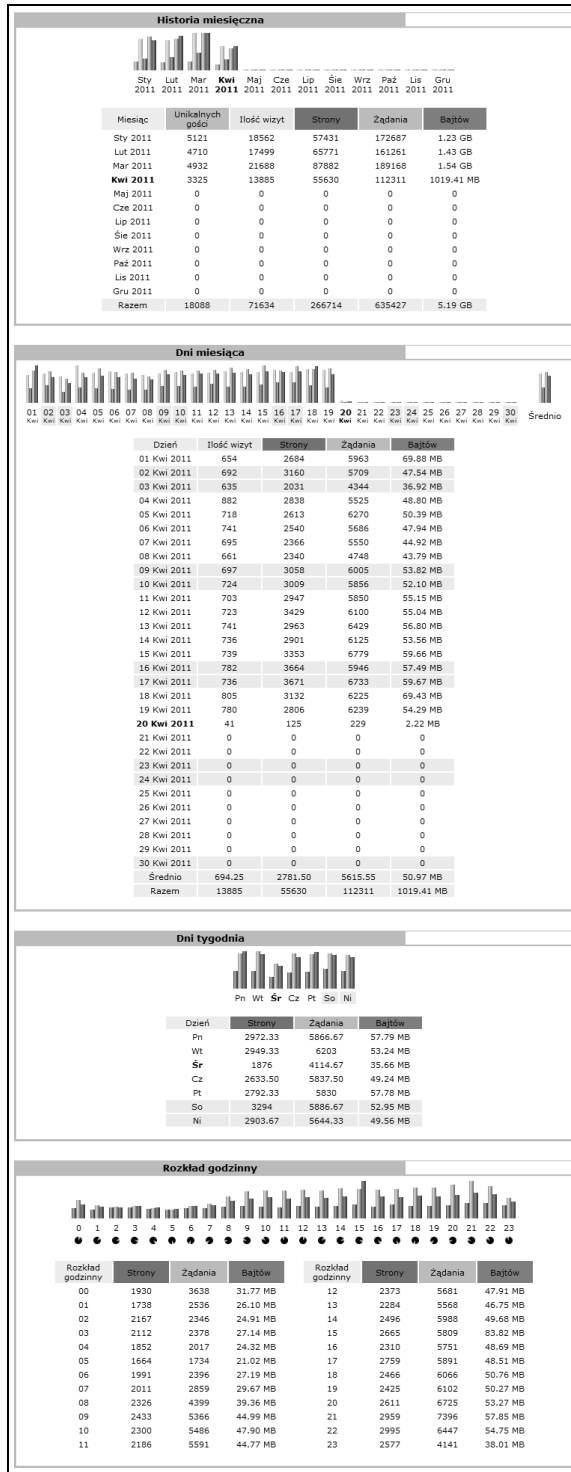 Historia miesięczna
Sty Lut Mar Kwi Maj Cze Lip Śie Wrz Paź Lis Gru
2011 2011 2011 2011 2011 2011 2011 2011 2011 2011 2011 2011
Miesiąc Unikalnych gości Ilość wizyt Strony Żądania Bajtów
Sty 2011 5121 18562 57431 172687 1.23 GB
Lut 2011 4710 17499 65771 161261 1.43 GB
Mar 2011 4932 21688 87882 189168 1.54 GB
Kwi 2011 3325 13885 55630 112311 1019.41 MB
Maj 2011 0 0 0 0 0
Cze 2011 0 0 0 0 0
Lip 2011 0 0 0 0 0
Śie 2011 0 0 0 0 0
Wrz 2011 0 0 0 0 0
Paź 2011 0 0 0 0 0
Lis 2011 0 0 0 0 0
Gru 2011 0 0 0 0 0
Razem 18088 71634 266714 635427 5.19 GB
Dni miesiąca
01 02 03 04 05 06 07 08 09 10 11 12 13 14 15 16 17 18 19 20 21 22 23 24 25 26 27 28 29 30 Średnio
Kwi Kwi Kwi Kwi Kwi Kwi Kwi Kwi Kwi Kwi Kwi Kwi Kwi Kwi Kwi Kwi Kwi Kwi Kwi Kwi Kwi Kwi Kwi Kwi Kwi Kwi Kwi Kwi Kwi Kwi
Dzień Ilość wizyt Strony Żądania Bajtów
01 Kwi 2011 654 2684 5963 69.88 MB
02 Kwi 2011 692 3160 5709 47.54 MB
03 Kwi 2011 635 2031 4344 36.92 MB
04 Kwi 2011 882 2838 5525 48.80 MB
05 Kwi 2011 718 2613 6270 50.39 MB
06 Kwi 2011 741 2540 5686 47.94 MB
07 Kwi 2011 695 2366 5550 44.92 MB
08 Kwi 2011 661 2340 4748 43.79 MB
09 Kwi 2011 697 3058 6005 53.82 MB
10 Kwi 2011 724 3009 5856 52.10 MB
11 Kwi 2011 703 2947 5850 55.15 MB
12 Kwi 2011 723 3429 6100 55.04 MB
13 Kwi 2011 741 2963 6429 56.80 MB
14 Kwi 2011 736 2901 6125 53.56 MB
15 Kwi 2011 739 3353 6779 59.66 MB
16 Kwi 2011 782 3664 5946 57.49 MB
17 Kwi 2011 736 3671 6733 59.67 MB
18 Kwi 2011 805 3132 6225 69.43 MB
19 Kwi 2011 780 2806 6239 54.29 MB
20 Kwi 2011 41 125 229 2.22 MB
21 Kwi 2011 0 0 0 0
22 Kwi 2011 0 0 0 0
23 Kwi 2011 0 0 0 0
24 Kwi 2011 0 0 0 0
25 Kwi 2011 0 0 0 0
26 Kwi 2011 0 0 0 0
27 Kwi 2011 0 0 0 0
28 Kwi 2011 0 0 0 0
29 Kwi 2011 0 0 0 0
30 Kwi 2011 0 0 0 0
Średnio 694.25 2781.50 5615.55 50.97 MB
Razem 13885 55630 112311 1019.41 MB
Dni tygodnia
Pn Wt Śr Cz Pt So Ni
Dzień Strony Żądania Bajtów
Pn 2972.33 5866.67 57.79 MB
Wt 2949.33 6203 53.24 MB
Śr 1876 4114.67 35.66 MB
Cz 2633.50 5837.50 49.24 MB
Pt 2792.33 5830 57.78 MB
So 3294 5886.67 52.95 MB
Ni 2903.67 5644.33 49.56 MB
Rozkład godzinny
0 1 2 3 4 5 6 7 8 9 10 11 12 13 14 15 16 17 18 19 20 21 22 23
Rozkład godzinny Strony Żądania Bajtów Rozkład godzinny Strony Żądania Bajtów
00 1930 3638 31.77 MB 12 2373 5681 47.91 MB
01 1738 2536 26.10 MB 13 2284 5568 46.75 MB
02 2167 2346 24.91 MB 14 2496 5988 49.68 MB
03 2112 2378 27.14 MB 15 2665 5809 83.82 MB
04 1852 2017 24.32 MB 16 2310 5751 48.69 MB
05 1664 1734 21.02 MB 17 2759 5891 48.51 MB
06 1991 2396 27.19 MB 18 2466 6066 50.76 MB
07 2011 2859 29.67 MB 19 2425 6102 50.27 MB
08 2326 4399 39.36 MB 20 2611 6725 53.27 MB
09 2433 5366 44.99 MB 21 2959 7396 57.85 MB
10 2300 5486 47.90 MB 22 2995 6447 54.75 MB
11 2186 5591 44.77 MB 23 2577 4141 38.01 MB